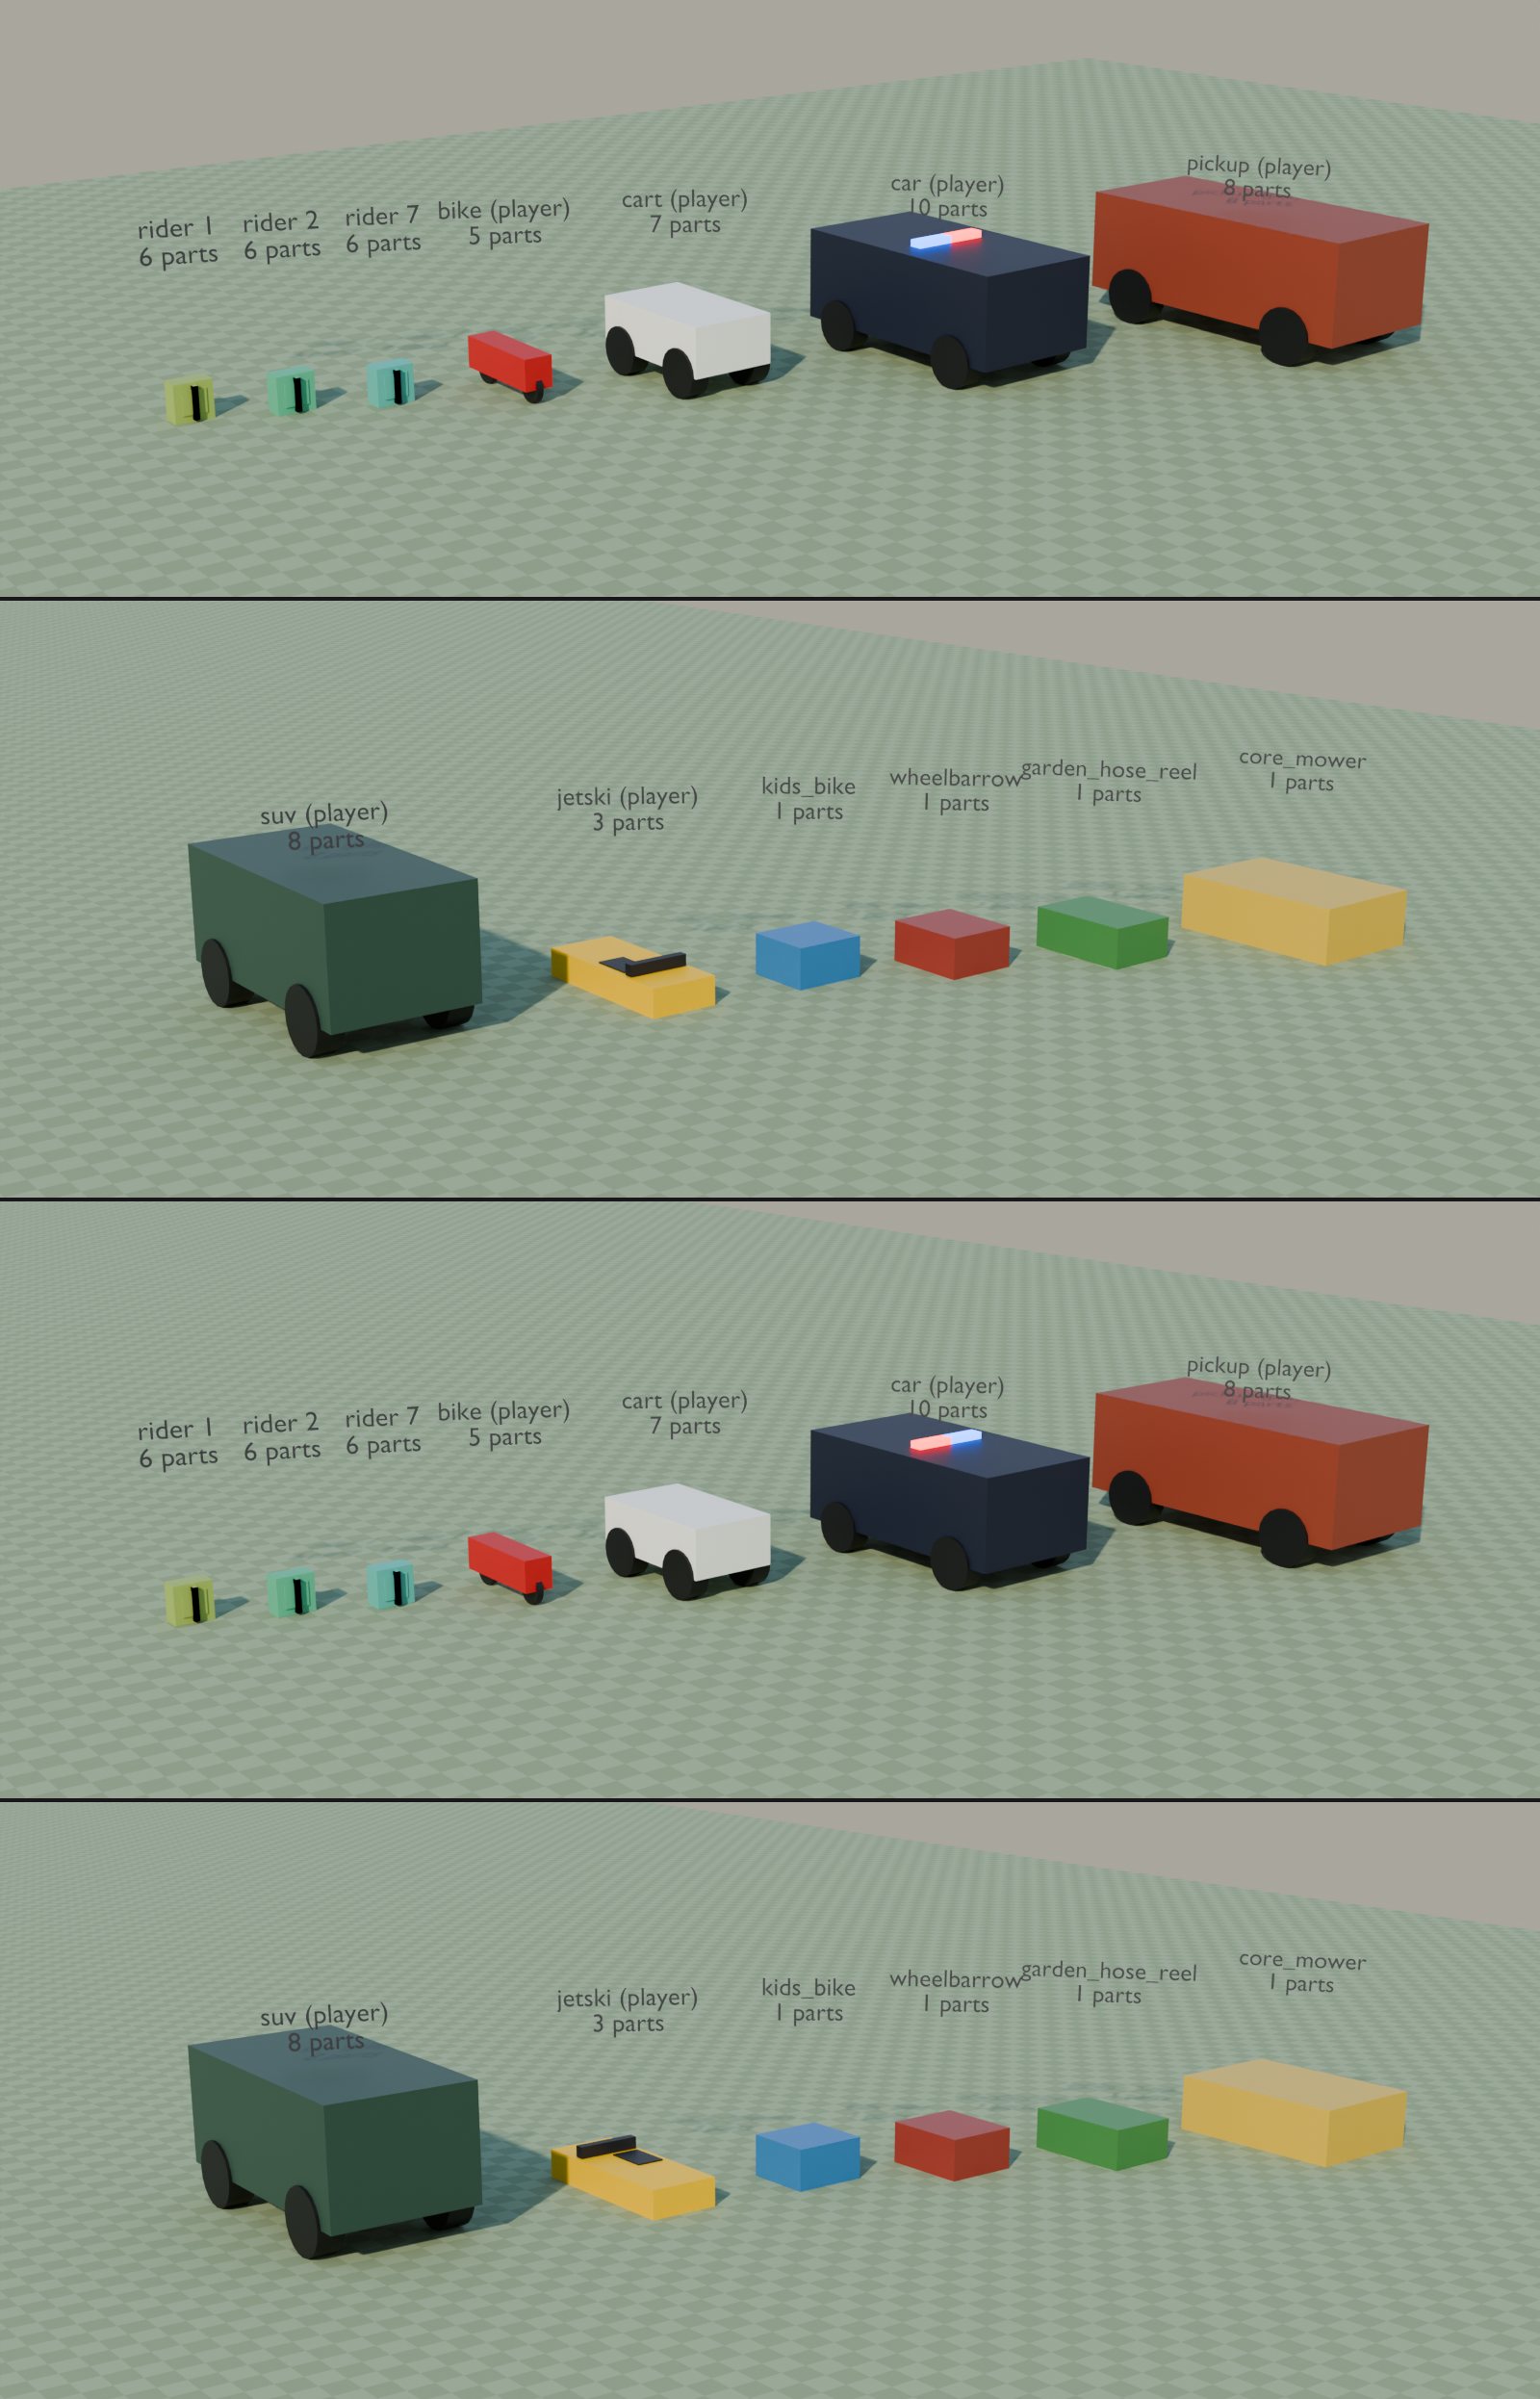 rider 1
6 parts
rider 2
6 parts
rider 7
6 parts
bike (player)
5 parts
cart (player)
7 parts
car (player)
10 parts
pickup (player)
8 parts
suv (player)
8 parts
jetski (player)
3 parts
kids_bike
1 parts
wheelbarrow
1 parts
garden_hose_reel
1 parts
core_mower
1 parts
rider 1
6 parts
rider 2
6 parts
rider 7
6 parts
bike (player)
5 parts
cart (player)
7 parts
car (player)
10 parts
pickup (player)
8 parts
suv (player)
8 parts
jetski (player)
3 parts
kids_bike
1 parts
wheelbarrow
1 parts
garden_hose_reel
1 parts
core_mower
1 parts